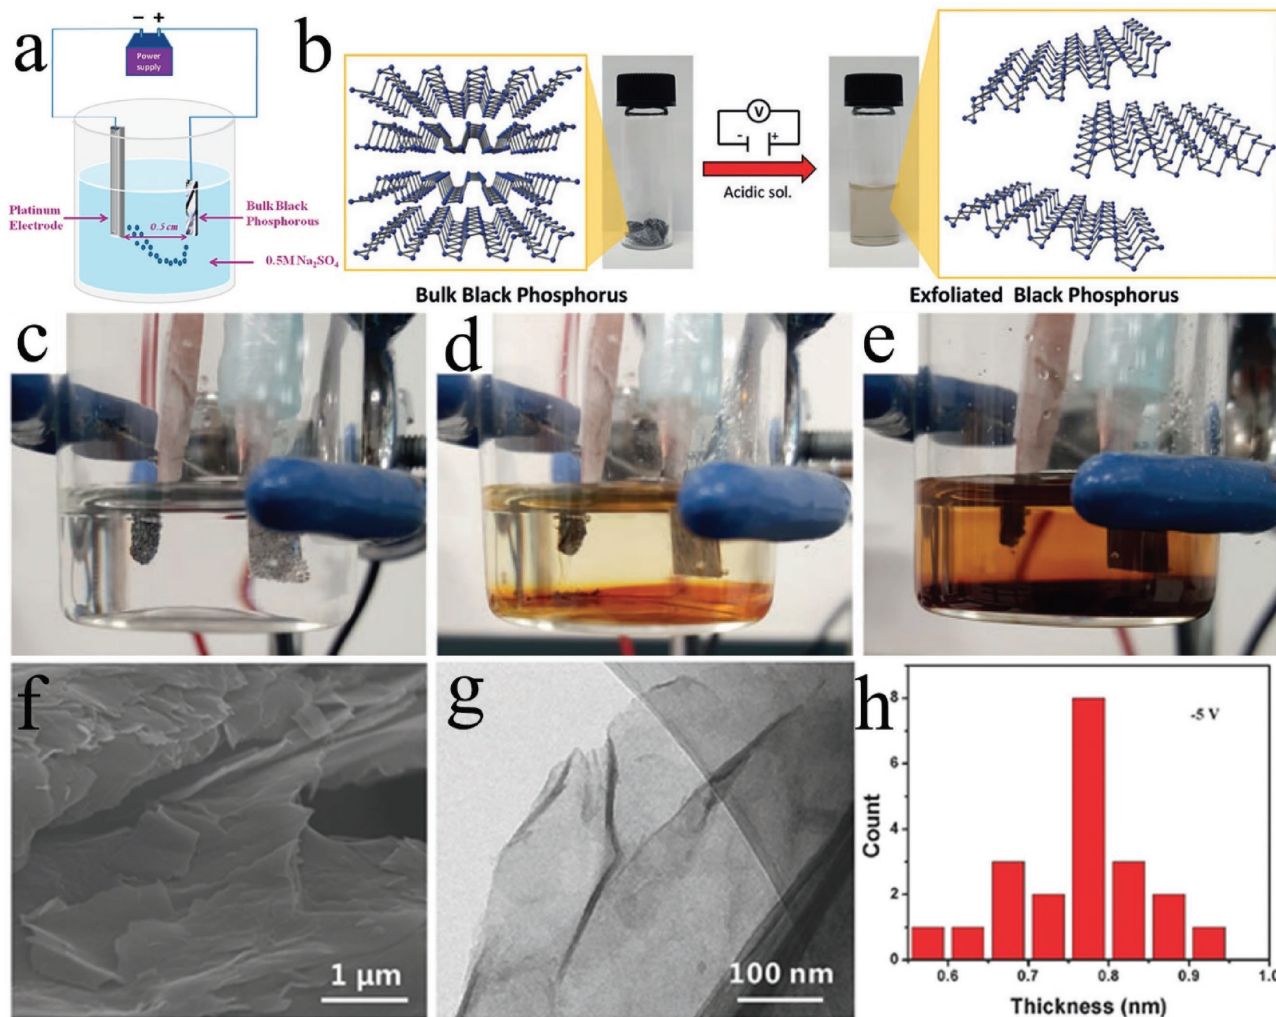 a
− +
Power
supply
Platinum
Electrode
Bulk Black
Phosphorous
0.5 cm
0.5M Na₂SO₄
b
V
- +
Acidic sol.
Bulk Black Phosphorus
Exfoliated Black Phosphorus
c
d
e
f
1 μm
g
100 nm
h
-5 V
Count
8
6
4
2
0
0.6 0.7 0.8 0.9 1.0
Thickness (nm)